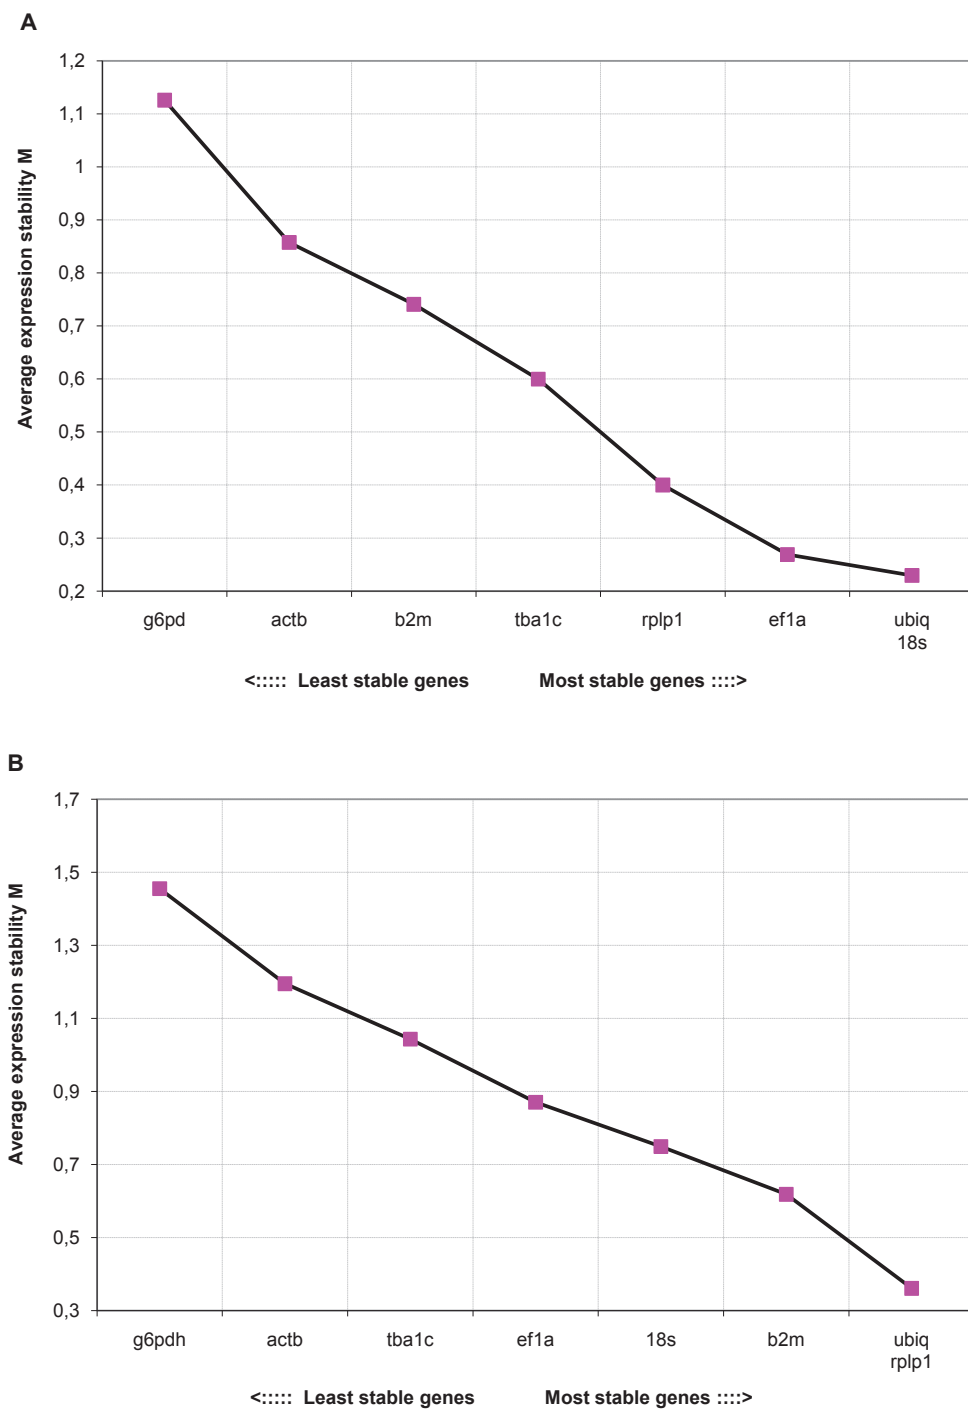 A
Average expression stability M
1,2
1,1
1
0,9
0,8
0,7
0,6
0,5
0,4
0,3
0,2
g6pd actb b2m tba1c rplp1 ef1a ubiq
18s
<::::: Least stable genes Most stable genes ::::>
B
Average expression stability M
1,7
1,5
1,3
1,1
0,9
0,7
0,5
0,3
g6pdh actb tba1c ef1a 18s b2m ubiq
rplp1
<::::: Least stable genes Most stable genes ::::>